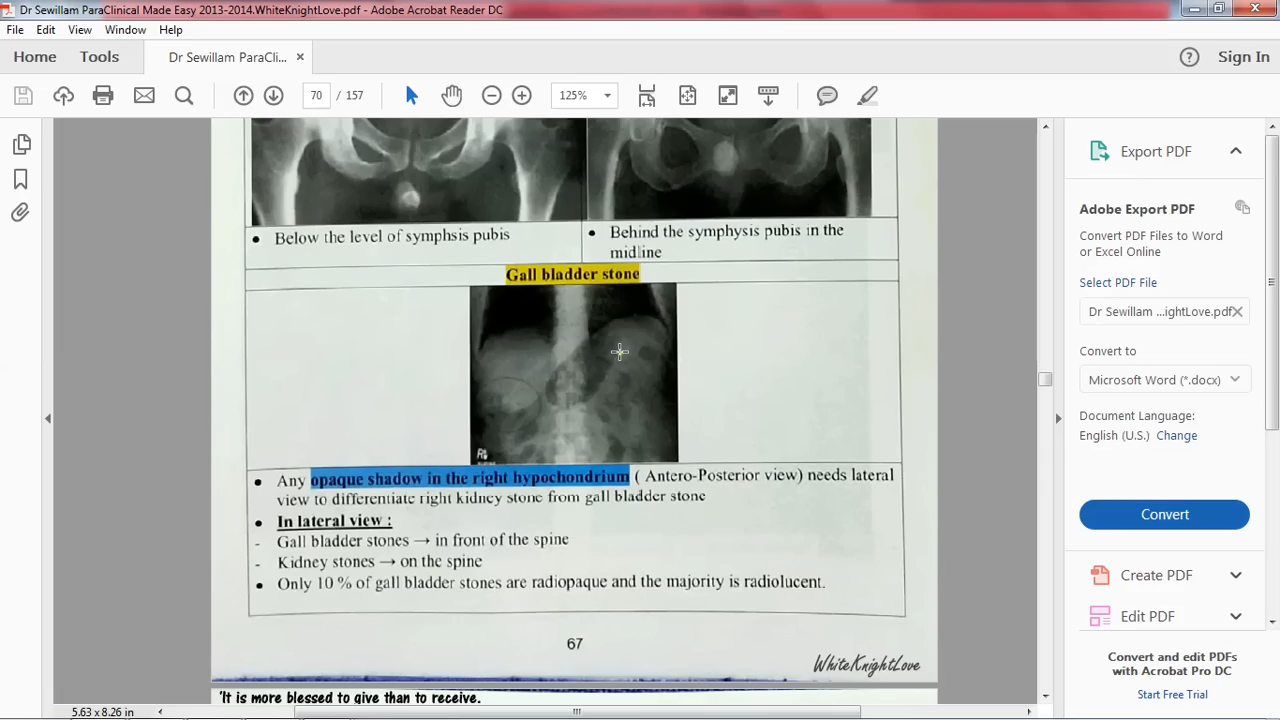 Dr Sewillam ParaClinical Made Easy 2013-2014.WhiteKnightLove.pdf - Adobe Acrobat Reader DC
File Edit View Window Help
Home Tools Dr Sewillam ParaCli... × Sign In
70 / 157 125%
Below the level of symphsis pubis
Behind the symphysis pubis in the
midline
Gall bladder stone
R
Any opaque shadow in the right hypochondrium ( Antero-Posterior view) needs lateral
view to differentiate right kidney stone from gall bladder stone
In lateral view :
- Gall bladder stones → in front of the spine
- Kidney stones → on the spine
Only 10 % of gall bladder stones are radiopaque and the majority is radiolucent.
67
WhiteKnightLove
'It is more blessed to give than to receive.
5.63 x 8.26 in
Export PDF
Adobe Export PDF
Convert PDF Files to Word
or Excel Online
Select PDF File
Dr Sewillam ...ightLove.pdf
Convert to
Microsoft Word (*.docx)
Document Language:
English (U.S.) Change
Convert
Create PDF
Edit PDF
Convert and edit PDFs
with Acrobat Pro DC
Start Free Trial